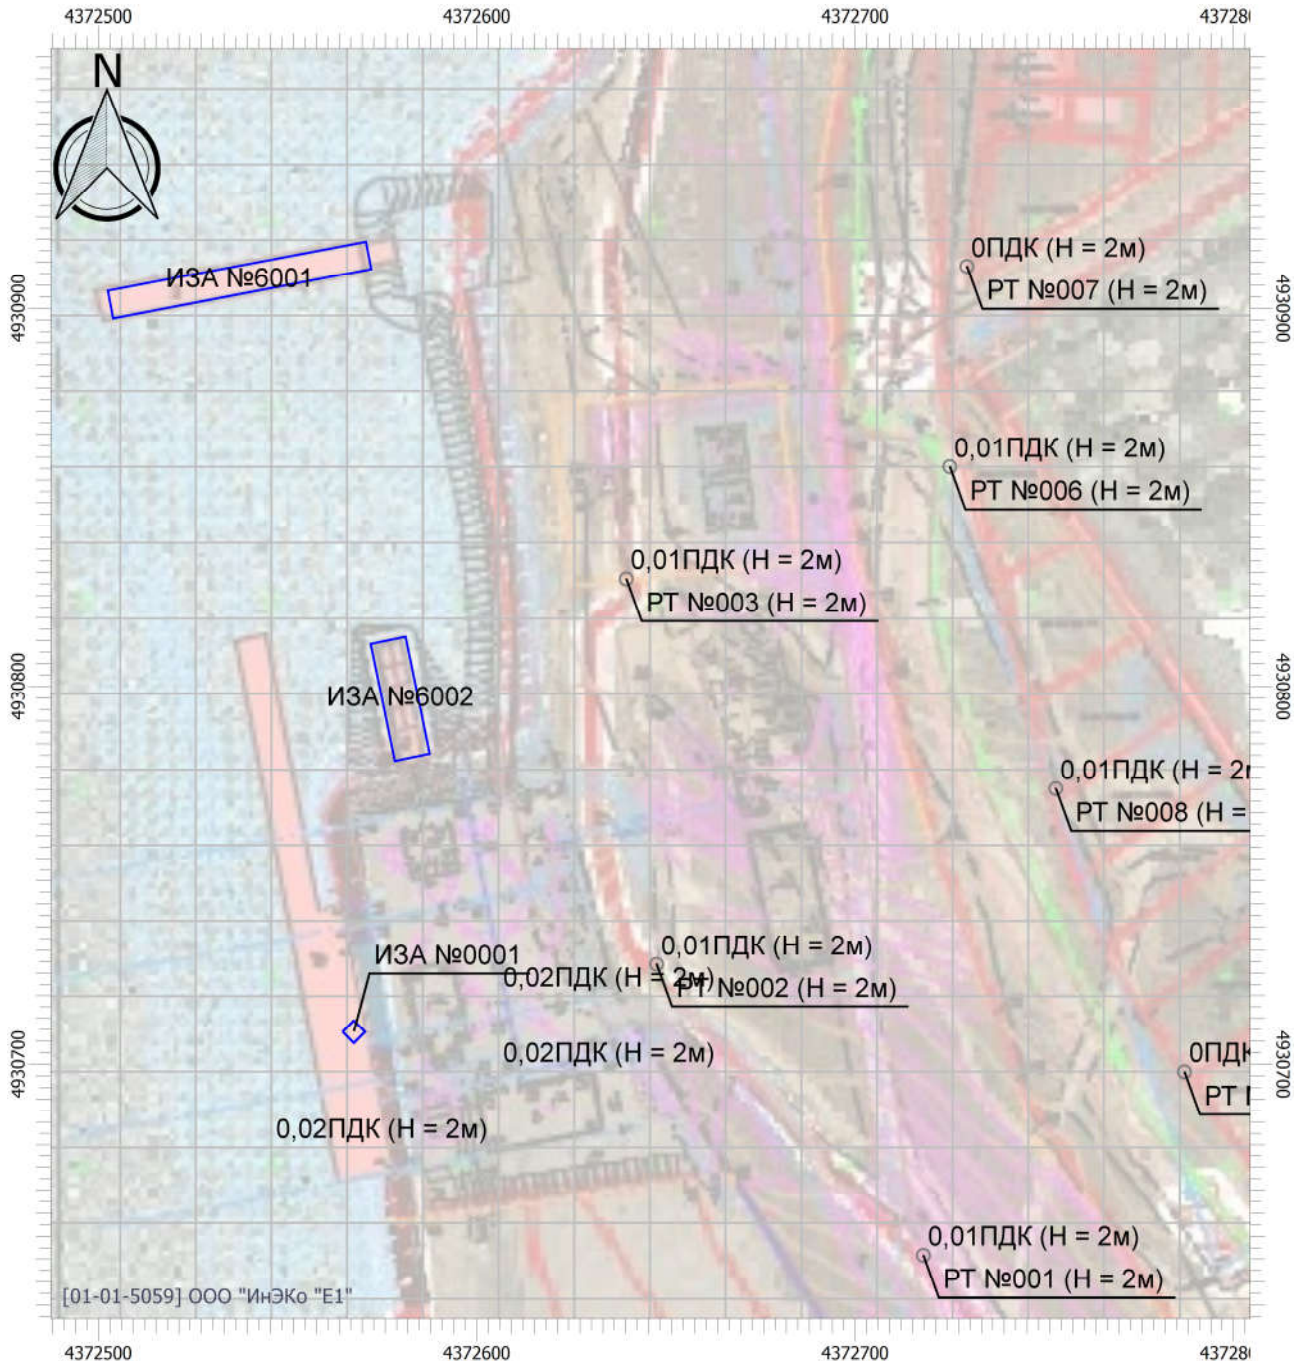 4372500 4372600 4372700 437280
N
0ПДК (Н = 2м)
ИЗА №6001
РТ №007 (Н = 2м)
4930900 4930900
0,01ПДК (Н = 2м)
РТ №006 (Н = 2м)
0,01ПДК (Н = 2м)
РТ №003 (Н = 2м)
ИЗА №6002
4930800 4930800
0,01ПДК (Н = 2м
РТ №008 (Н =
ИЗА №0001
0,01ПДК (Н = 2м)
0,02ПДК (Н = 2м)
РТ №002 (Н = 2м)
0,02ПДК (Н = 2м)
0ПДК
4930700 4930700
РТ
0,02ПДК (Н = 2м)
0,01ПДК (Н = 2м)
РТ №001 (Н = 2м)
[01-01-5059] ООО "ИнЭКо "Е1"
4372500 4372600 4372700 437280